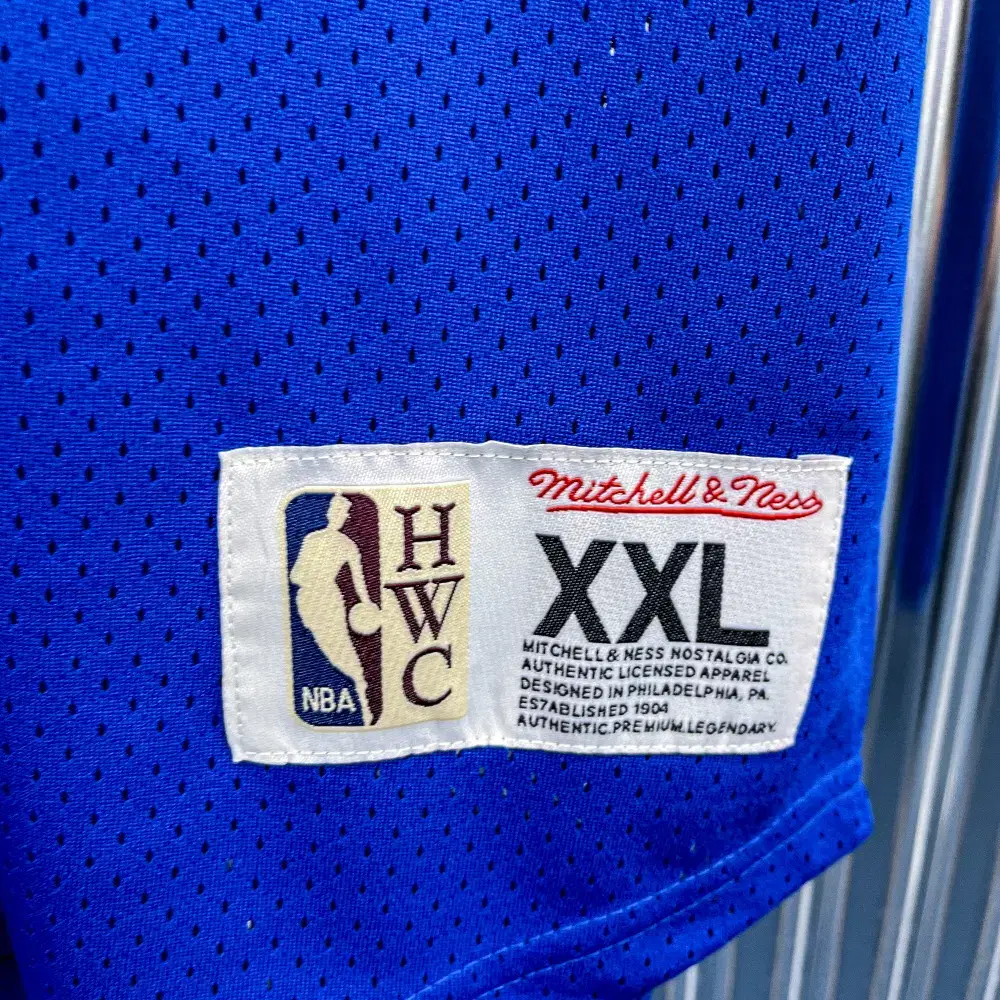 NBA
H
W
C
Mitchell & Ness
XXL
MITCHELL & NESS NOSTALGIA CO.
AUTHENTIC LICENSED APPAREL
DESIGNED IN PHILADELPHIA, PA.
ESTABLISHED 1904
AUTHENTIC.PREMIUM.LEGENDARY.